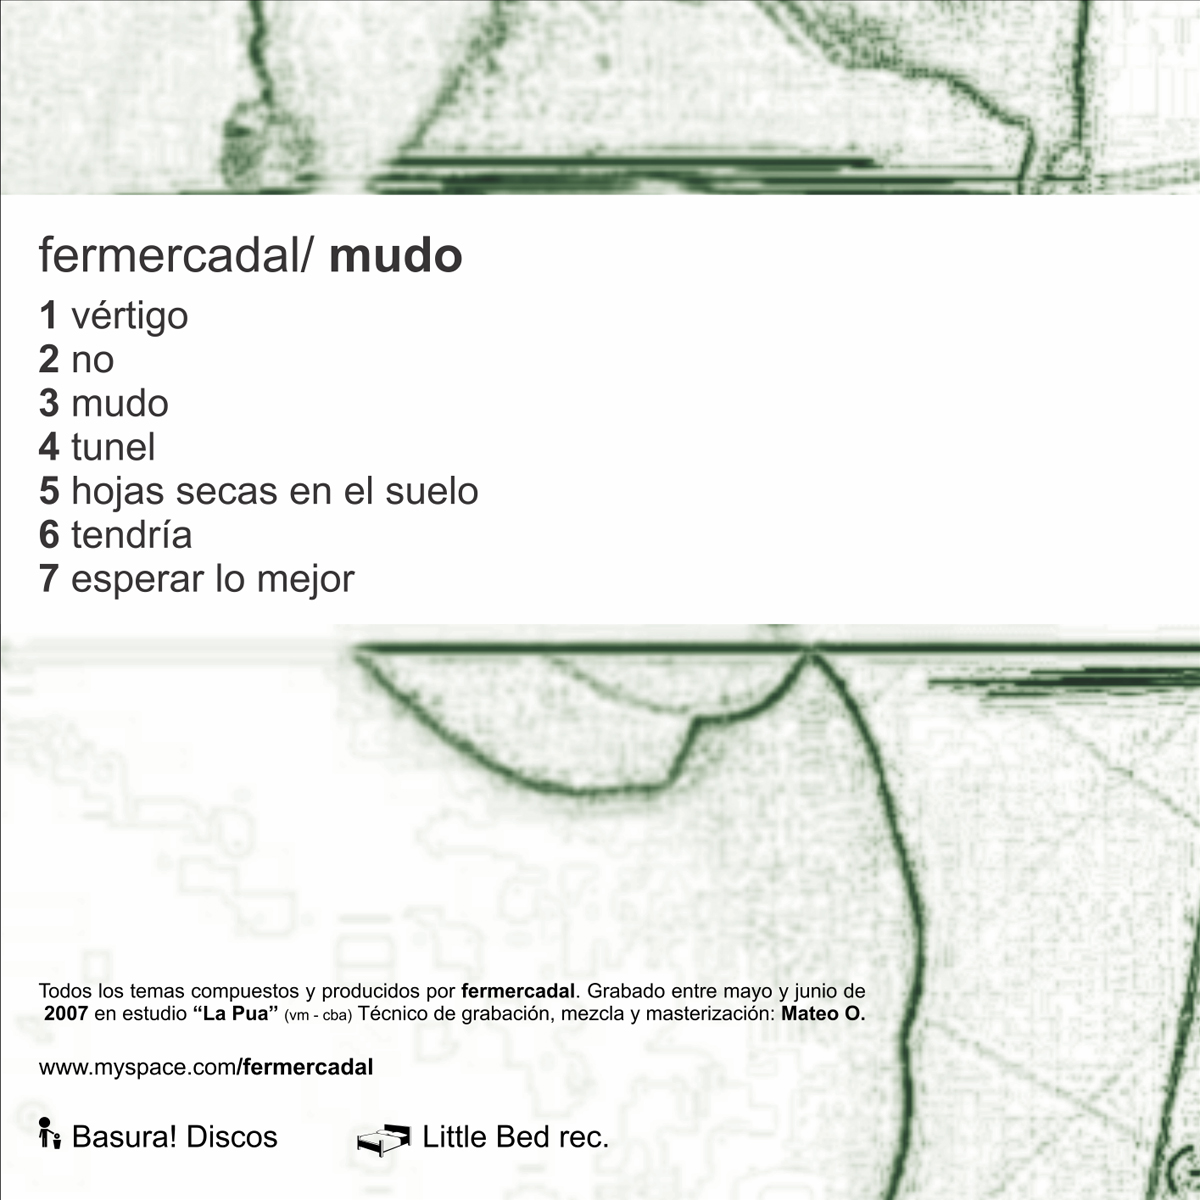 fermercadal/ mudo
1 vértigo
2 no
3 mudo
4 tunel
5 hojas secas en el suelo
6 tendría
7 esperar lo mejor
Todos los temas compuestos y producidos por fermercadal. Grabado entre mayo y junio de
2007 en estudio “La Pua” (vm - cba) Técnico de grabación, mezcla y masterización: Mateo O.
www.myspace.com/fermercadal
Basura! Discos
Little Bed rec.